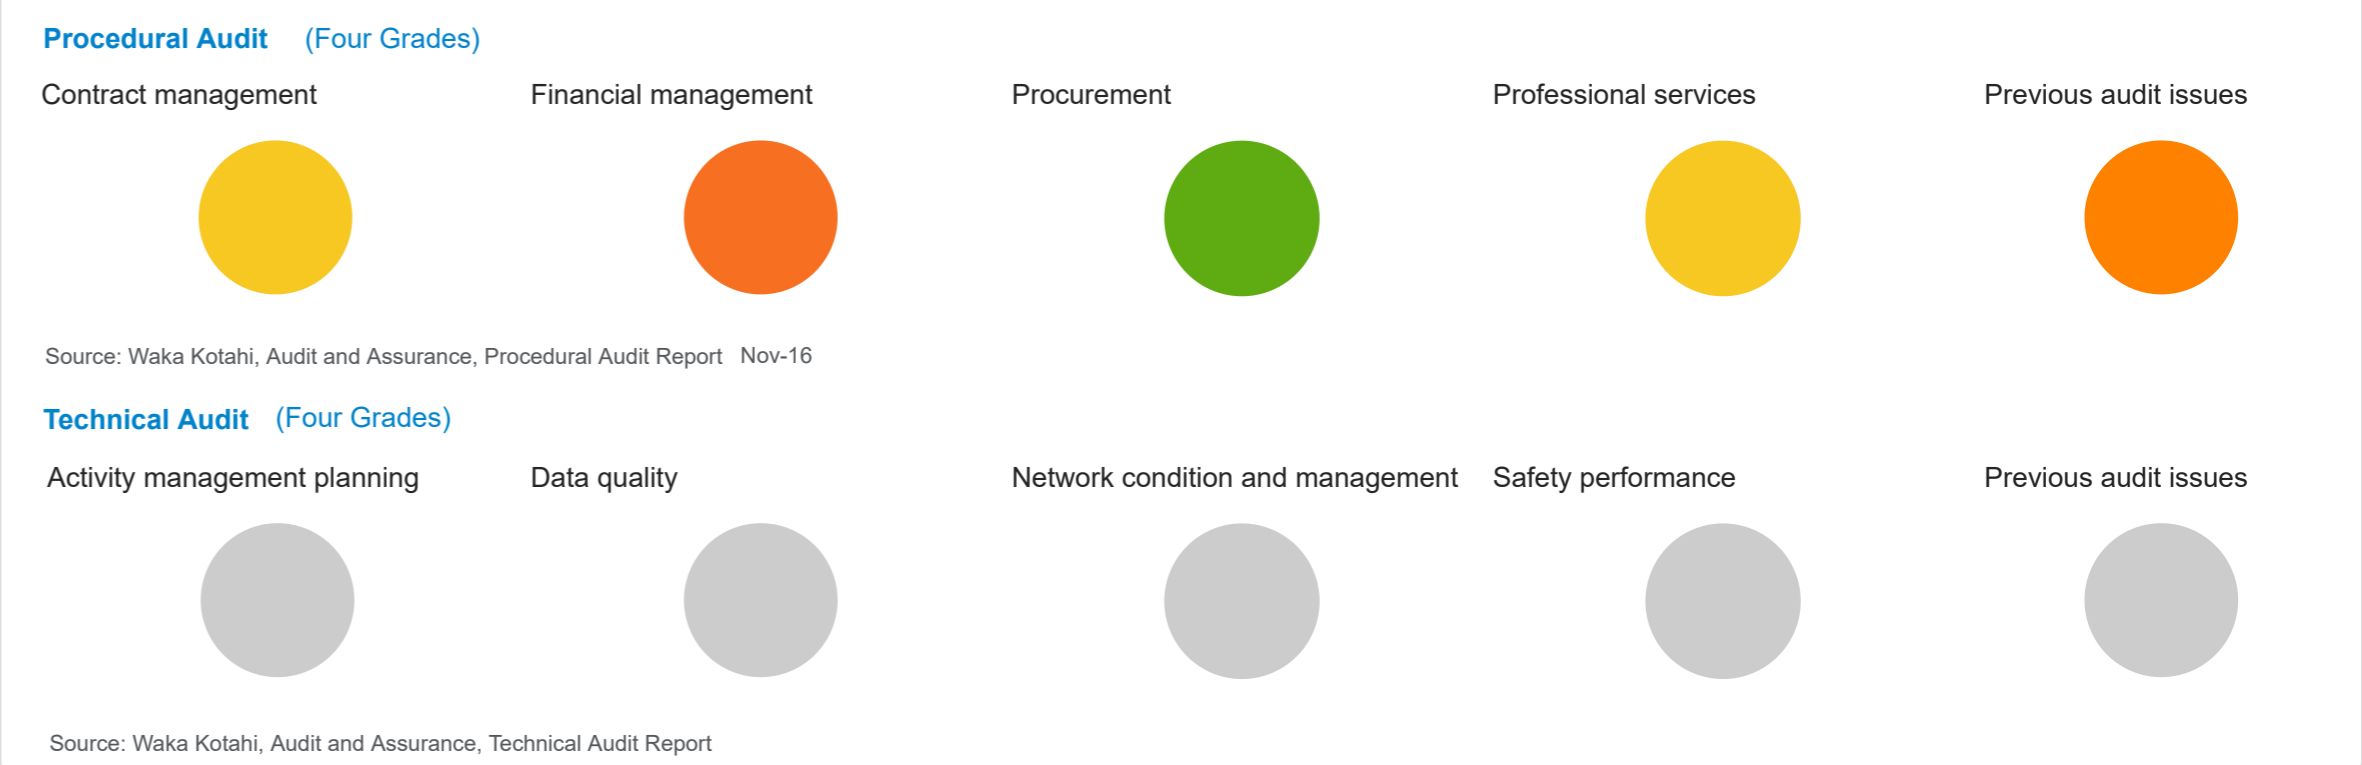 Procedural Audit (Four Grades)
Contract management
Financial management
Procurement
Professional services
Previous audit issues
Source: Waka Kotahi, Audit and Assurance, Procedural Audit Report Nov-16
Technical Audit (Four Grades)
Activity management planning
Data quality
Network condition and management
Safety performance
Previous audit issues
Source: Waka Kotahi, Audit and Assurance, Technical Audit Report